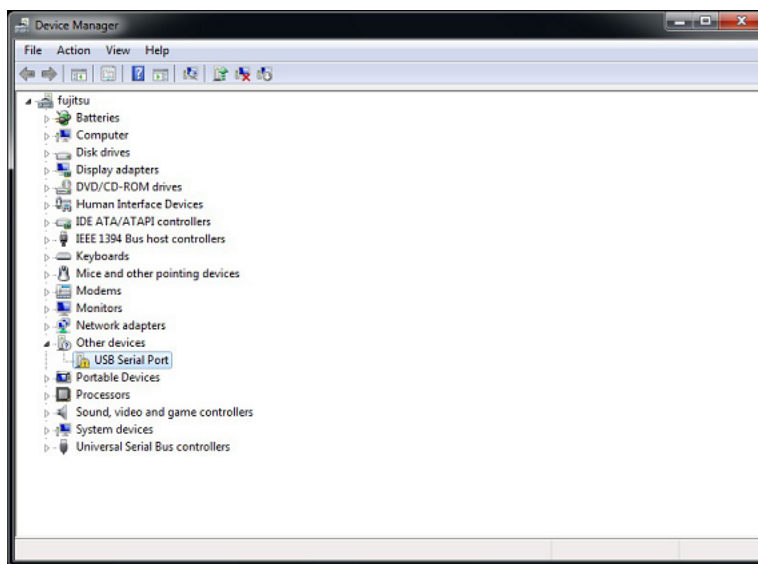 Device Manager
File Action View Help
fujitsu
Batteries
Computer
Disk drives
Display adapters
DVD/CD-ROM drives
Human Interface Devices
IDE ATA/ATAPI controllers
IEEE 1394 Bus host controllers
Keyboards
Mice and other pointing devices
Modems
Monitors
Network adapters
Other devices
USB Serial Port
Portable Devices
Processors
Sound, video and game controllers
System devices
Universal Serial Bus controllers